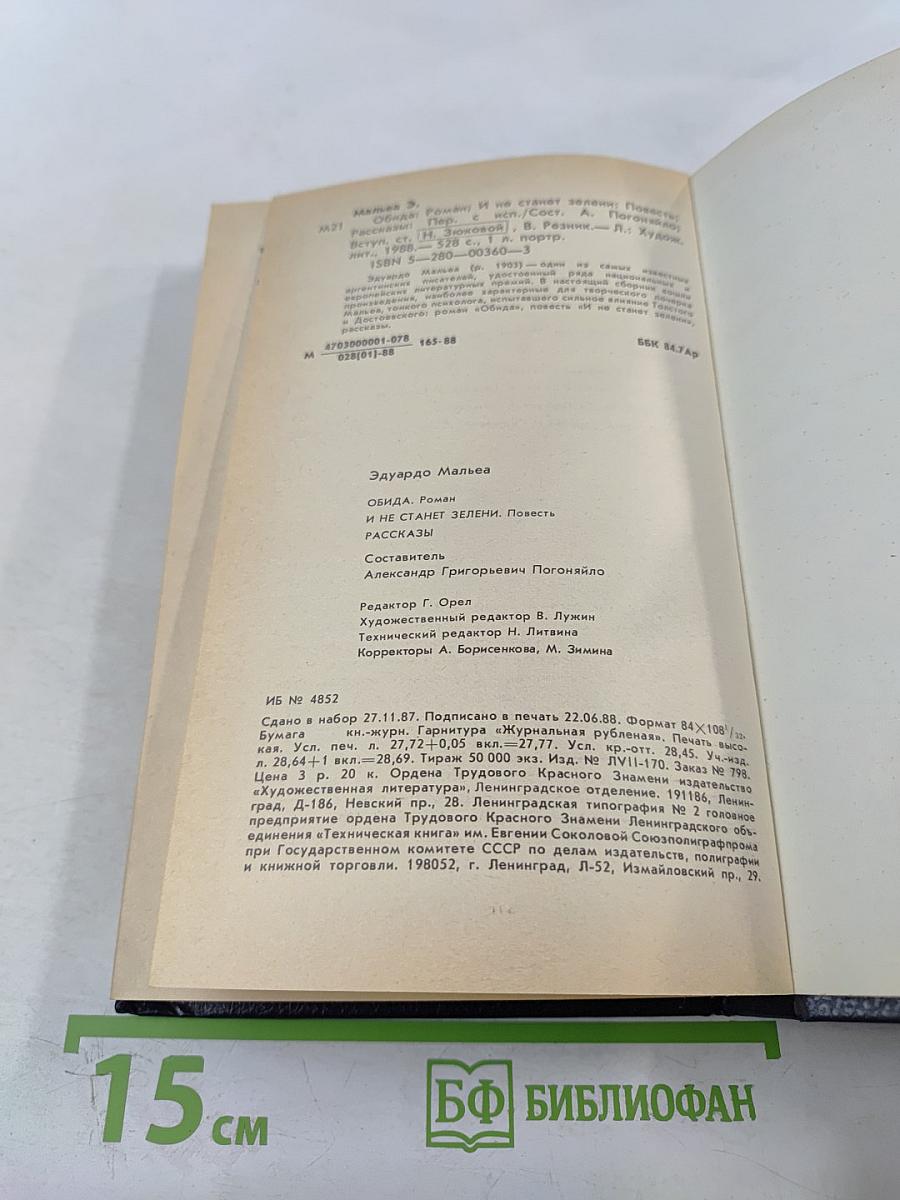 Мальеа Э.
М21 Обида: Роман; И не станет зелени: Повесть;
Рассказы: Пер. с исп./Сост. А. Погоняйло;
Вступ. ст. Н. Зюковой, В. Резник.— Л.: Худож.
лит., 1988.— 528 с., 1 л. портр.
ISBN 5—280—00360—3
Эдуардо Мальеа (р. 1903) — один из самых известных
аргентинских писателей, удостоенный ряда национальных и
европейских литературных премий. В настоящий сборник вошли
произведения, наиболее характерные для творческого почерка
Мальеа, тонкого психолога, испытавшего сильное влияние Толстого
и Достоевского: роман «Обида», повесть «И не станет зелени»,
рассказы.
М 4703000001-078 165-88 ББК 84.7Ар
028(01)-88
Эдуардо Мальеа
ОБИДА. Роман
И НЕ СТАНЕТ ЗЕЛЕНИ. Повесть
РАССКАЗЫ
Составитель
Александр Григорьевич Погоняйло
Редактор Г. Орел
Художественный редактор В. Лужин
Технический редактор Н. Литвина
Корректоры А. Борисенкова, М. Зимина
ИБ № 4852
Сдано в набор 27.11.87. Подписано в печать 22.06.88. Формат 84×108¹/₃₂.
Бумага кн.-журн. Гарнитура «Журнальная рубленая». Печать высо-
кая. Усл. печ. л. 27,72+0,05 вкл.=27,77. Усл. кр.-отт. 28,45. Уч.-изд.
л. 28,64+1 вкл.=28,69. Тираж 50 000 экз. Изд. № ЛVII-170. Заказ № 798.
Цена 3 р. 20 к. Ордена Трудового Красного Знамени издательство
«Художественная литература», Ленинградское отделение. 191186, Ленин-
град, Д-186, Невский пр., 28. Ленинградская типография № 2 головное
предприятие ордена Трудового Красного Знамени Ленинградского объ-
единения «Техническая книга» им. Евгении Соколовой Союзполиграфпрома
при Государственном комитете СССР по делам издательств, полиграфии
и книжной торговли. 198052, г. Ленинград, Л-52, Измайловский пр., 29.
15 см
БФ БИБЛИОФАН